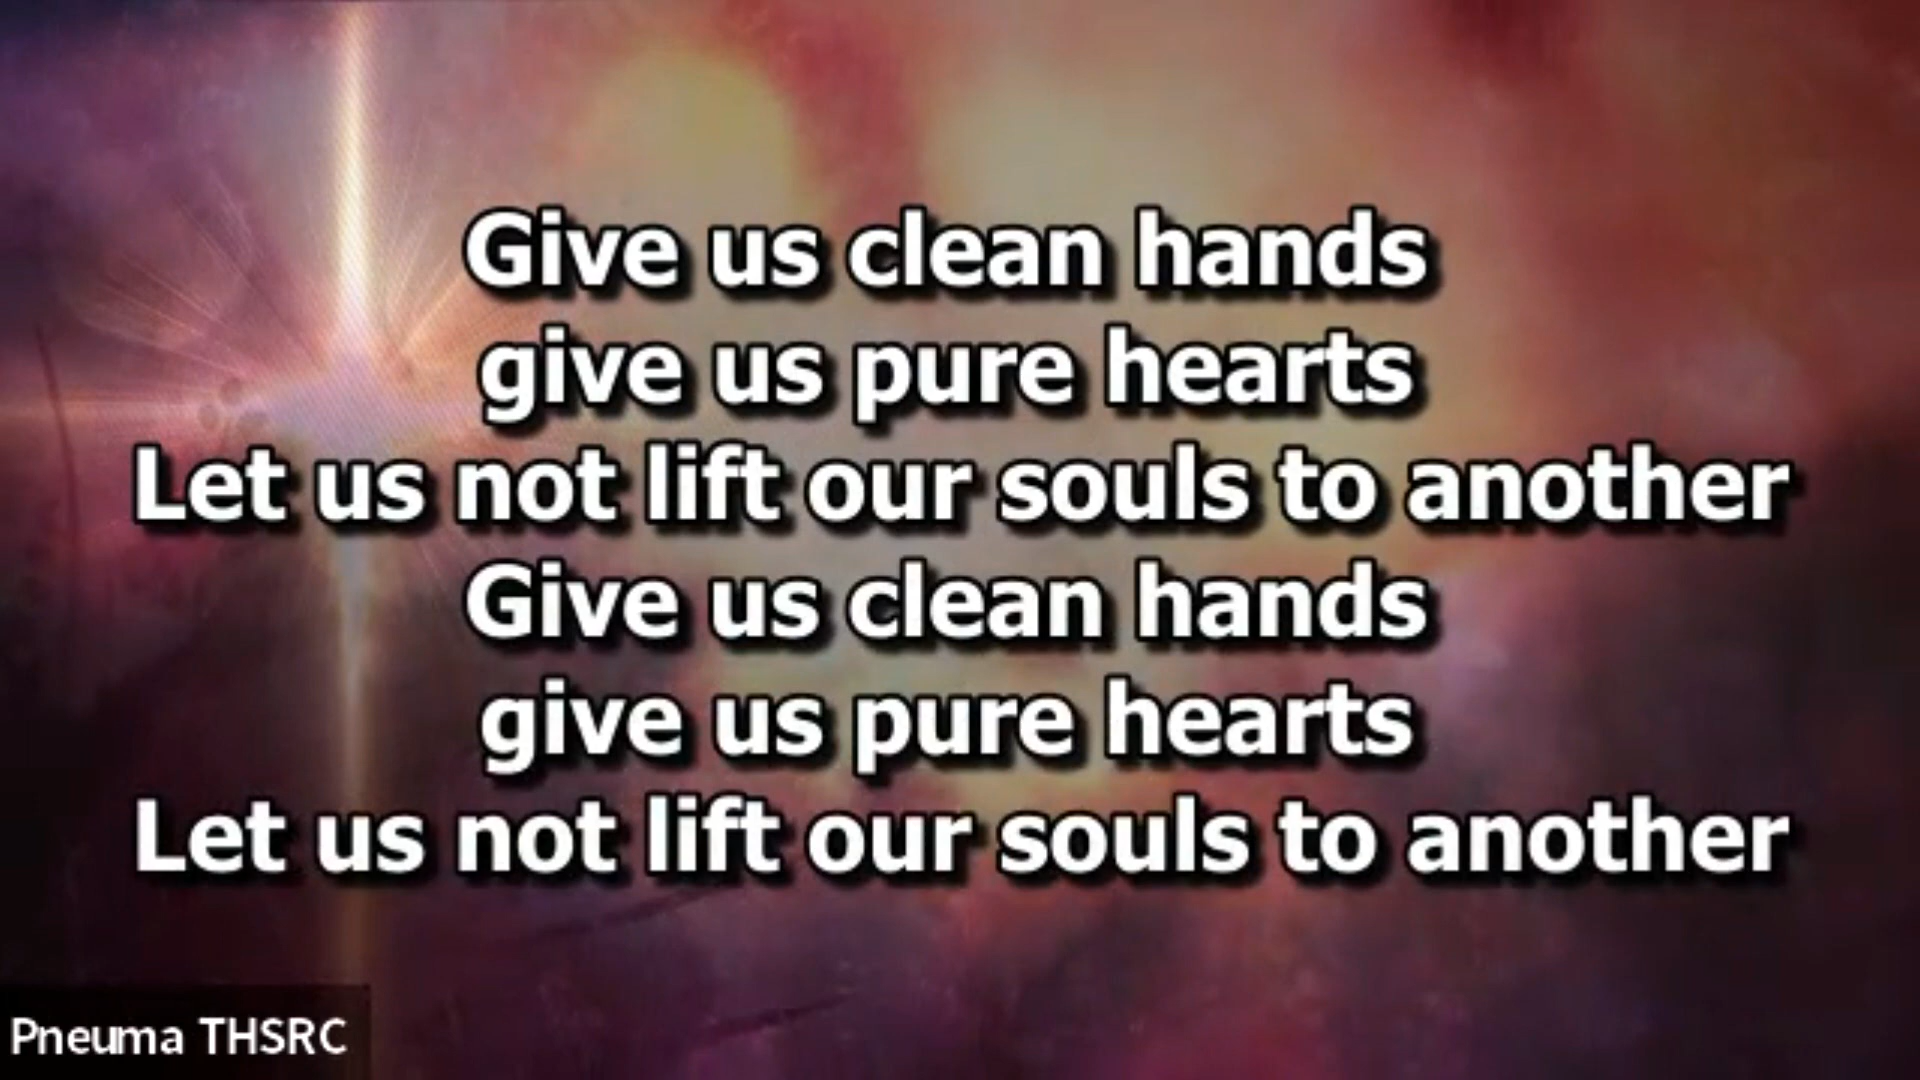 Give us clean hands
give us pure hearts
Let us not lift our souls to another
Give us clean hands
give us pure hearts
Let us not lift our souls to another
Pneuma THSRC